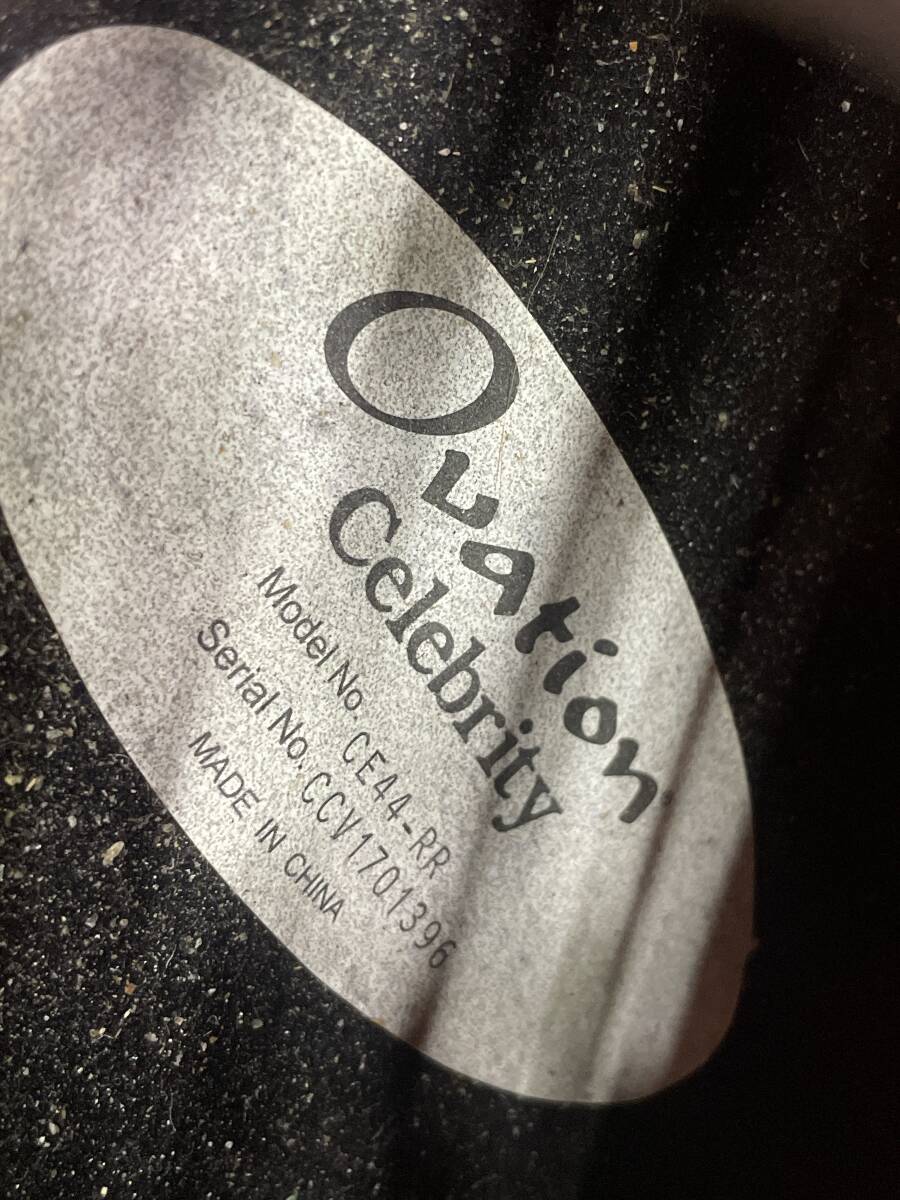 Ovation
Celebrity
Model No. CE44-RR
Serial No. CCV1701396
MADE IN CHINA